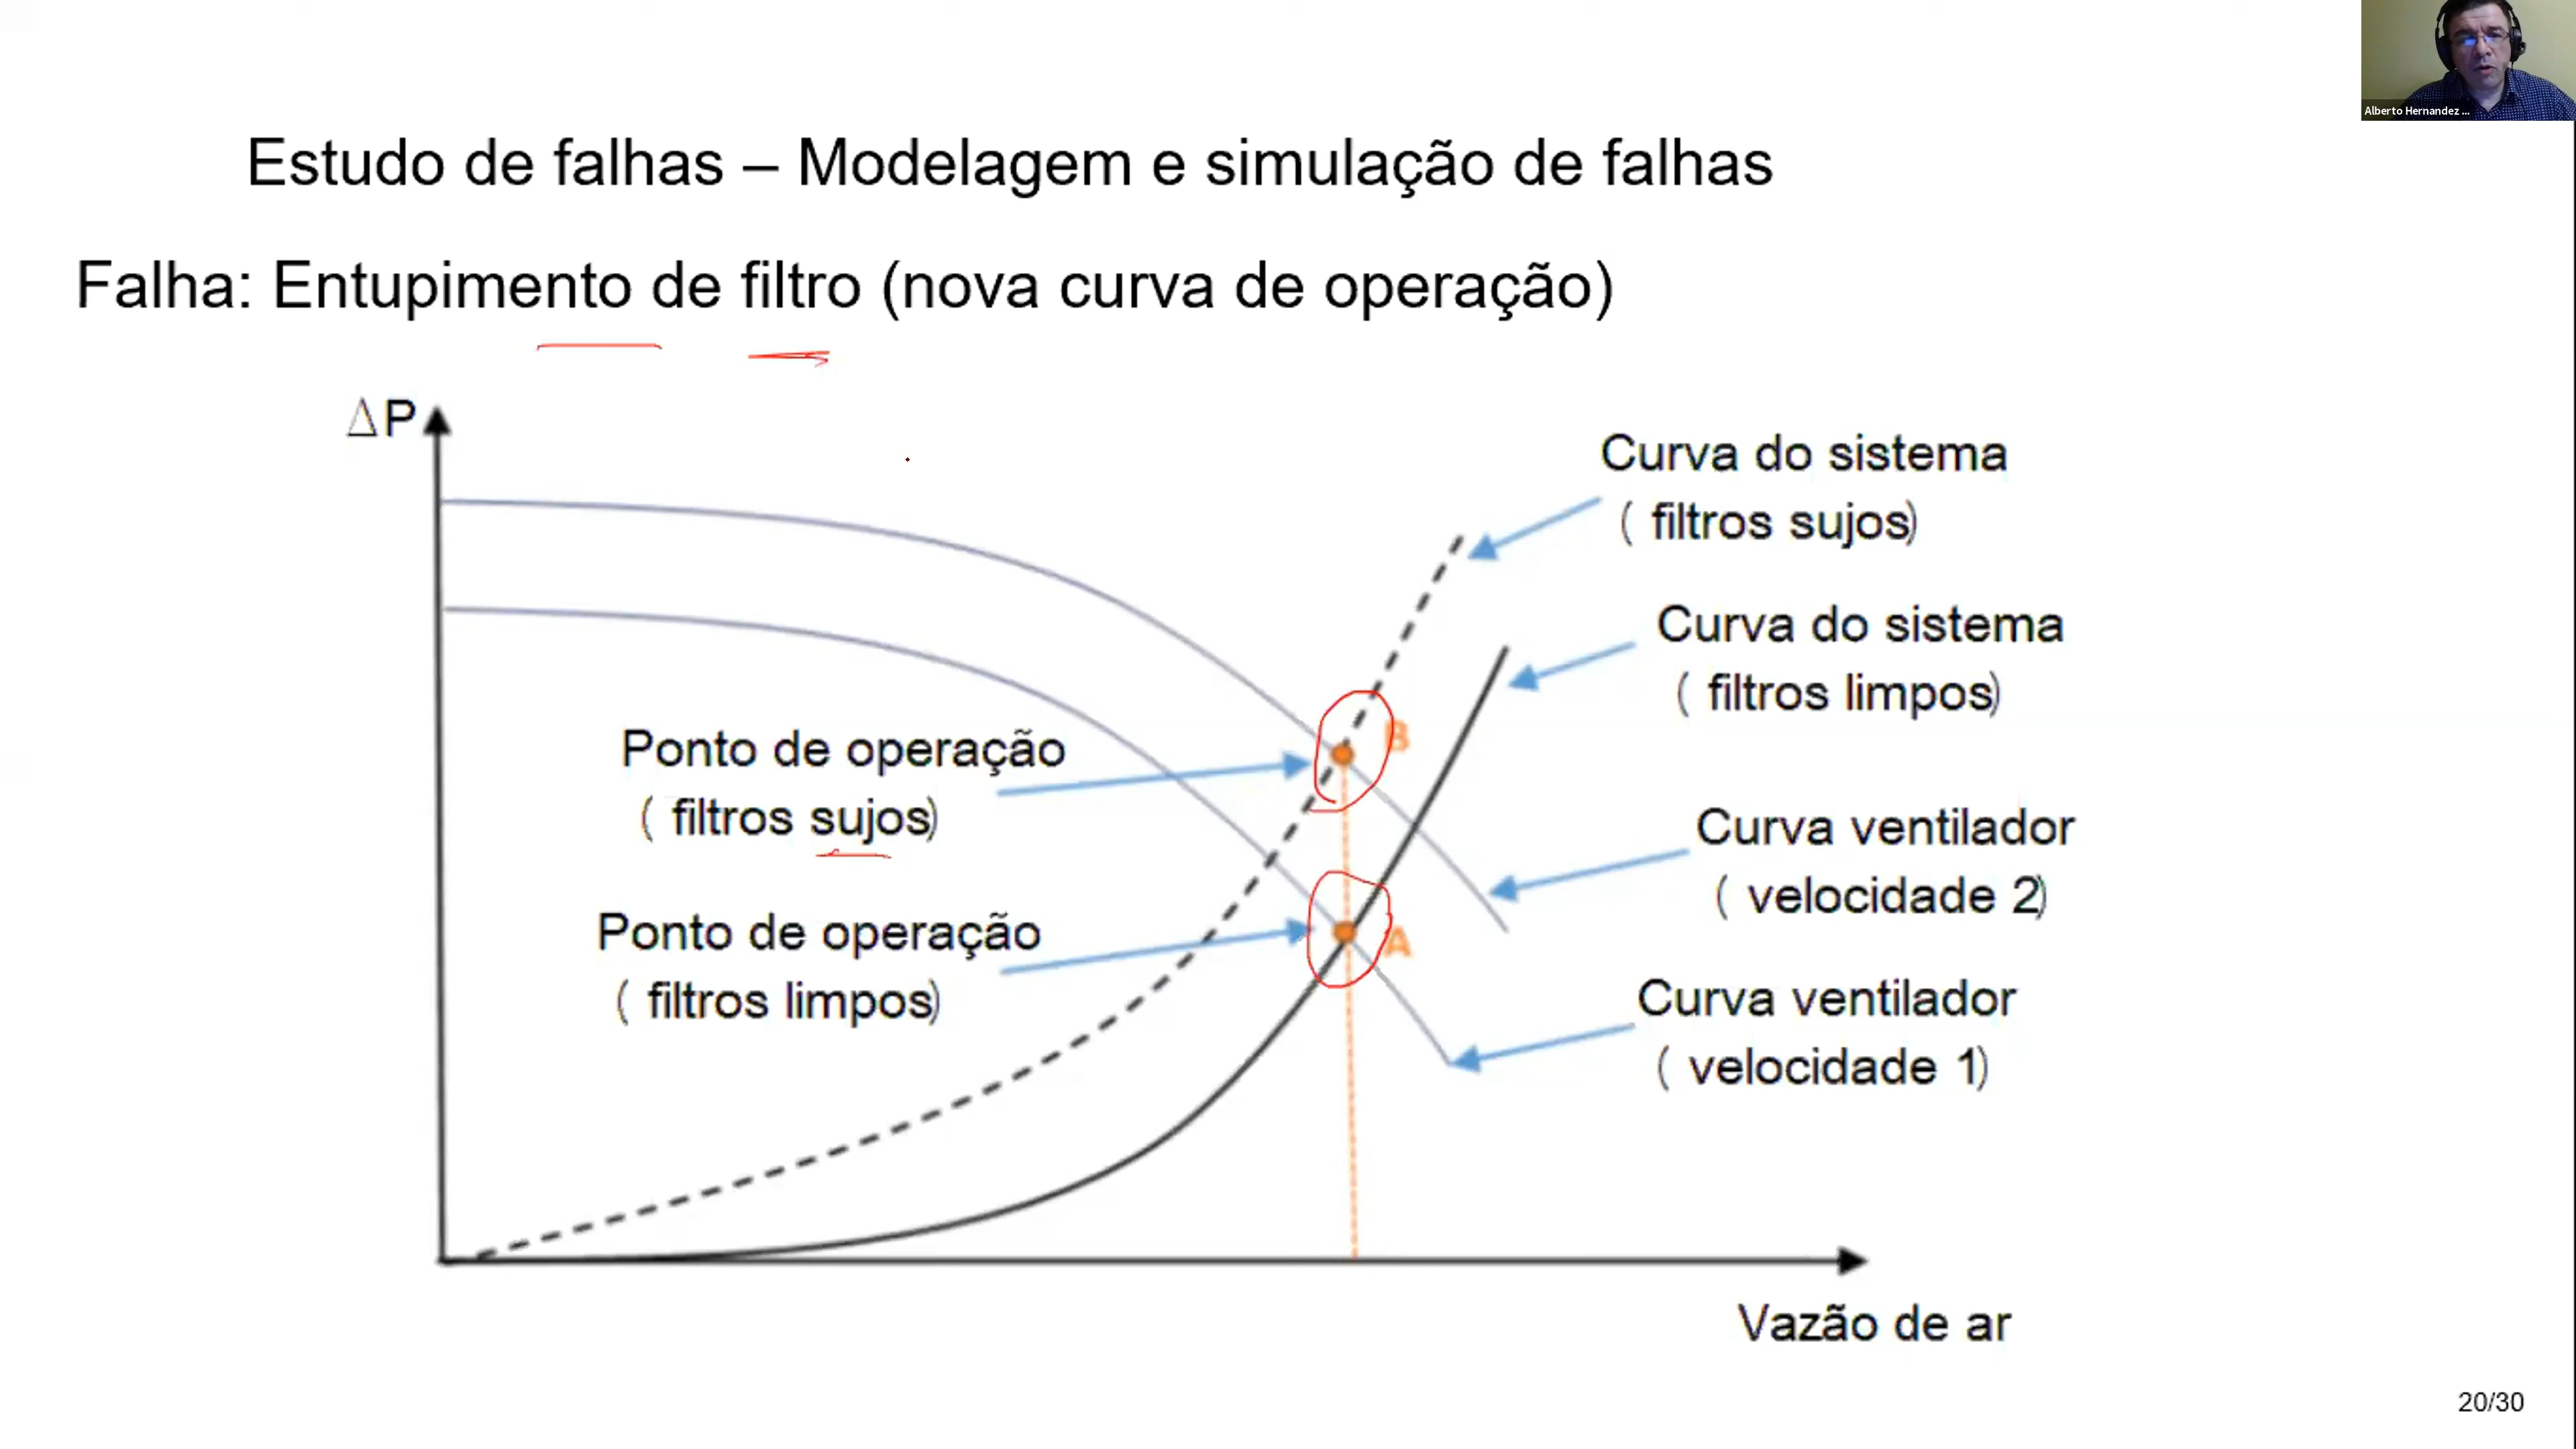 Alberto Hernandez ...
Estudo de falhas – Modelagem e simulação de falhas
Falha: Entupimento de filtro (nova curva de operação)
ΔP
Curva do sistema
( filtros sujos)
Curva do sistema
( filtros limpos)
Ponto de operação
( filtros sujos)
B
Curva ventilador
( velocidade 2)
Ponto de operação
( filtros limpos)
A
Curva ventilador
( velocidade 1)
Vazão de ar
20/30